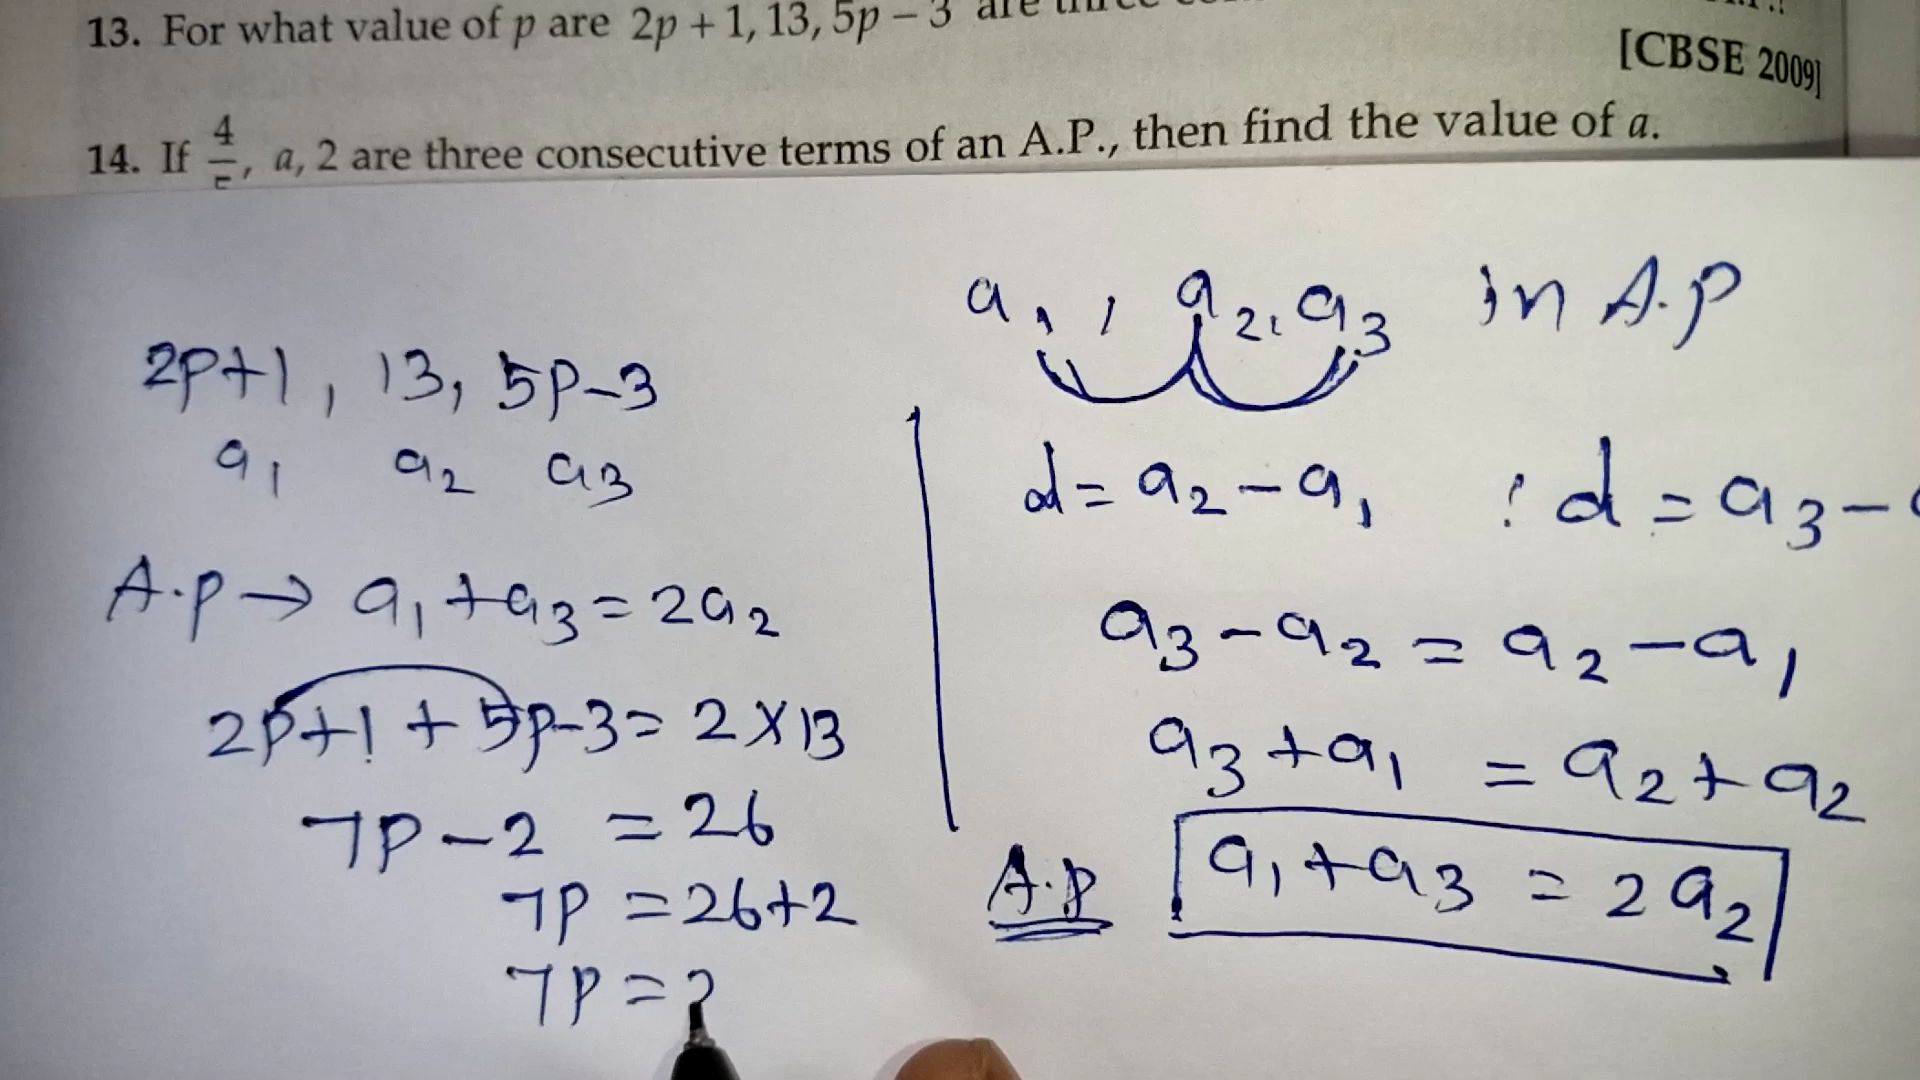 13. For what value of p are 2p + 1, 13, 5p – 3 are three
[CBSE 2009]
14. If 4/5, a, 2 are three consecutive terms of an A.P., then find the value of a.
2p+1, 13, 5p-3
a1 a2 a3
A.p → a1+a3 = 2a2
2p+1 + 5p-3 = 2×13
7p-2 = 26
7p = 26+2
7p =
a1, a2, a3 in A.p
d = a2-a1 ; d = a3-
a3-a2 = a2-a1
a3+a1 = a2+a2
A.p a1+a3 = 2a2